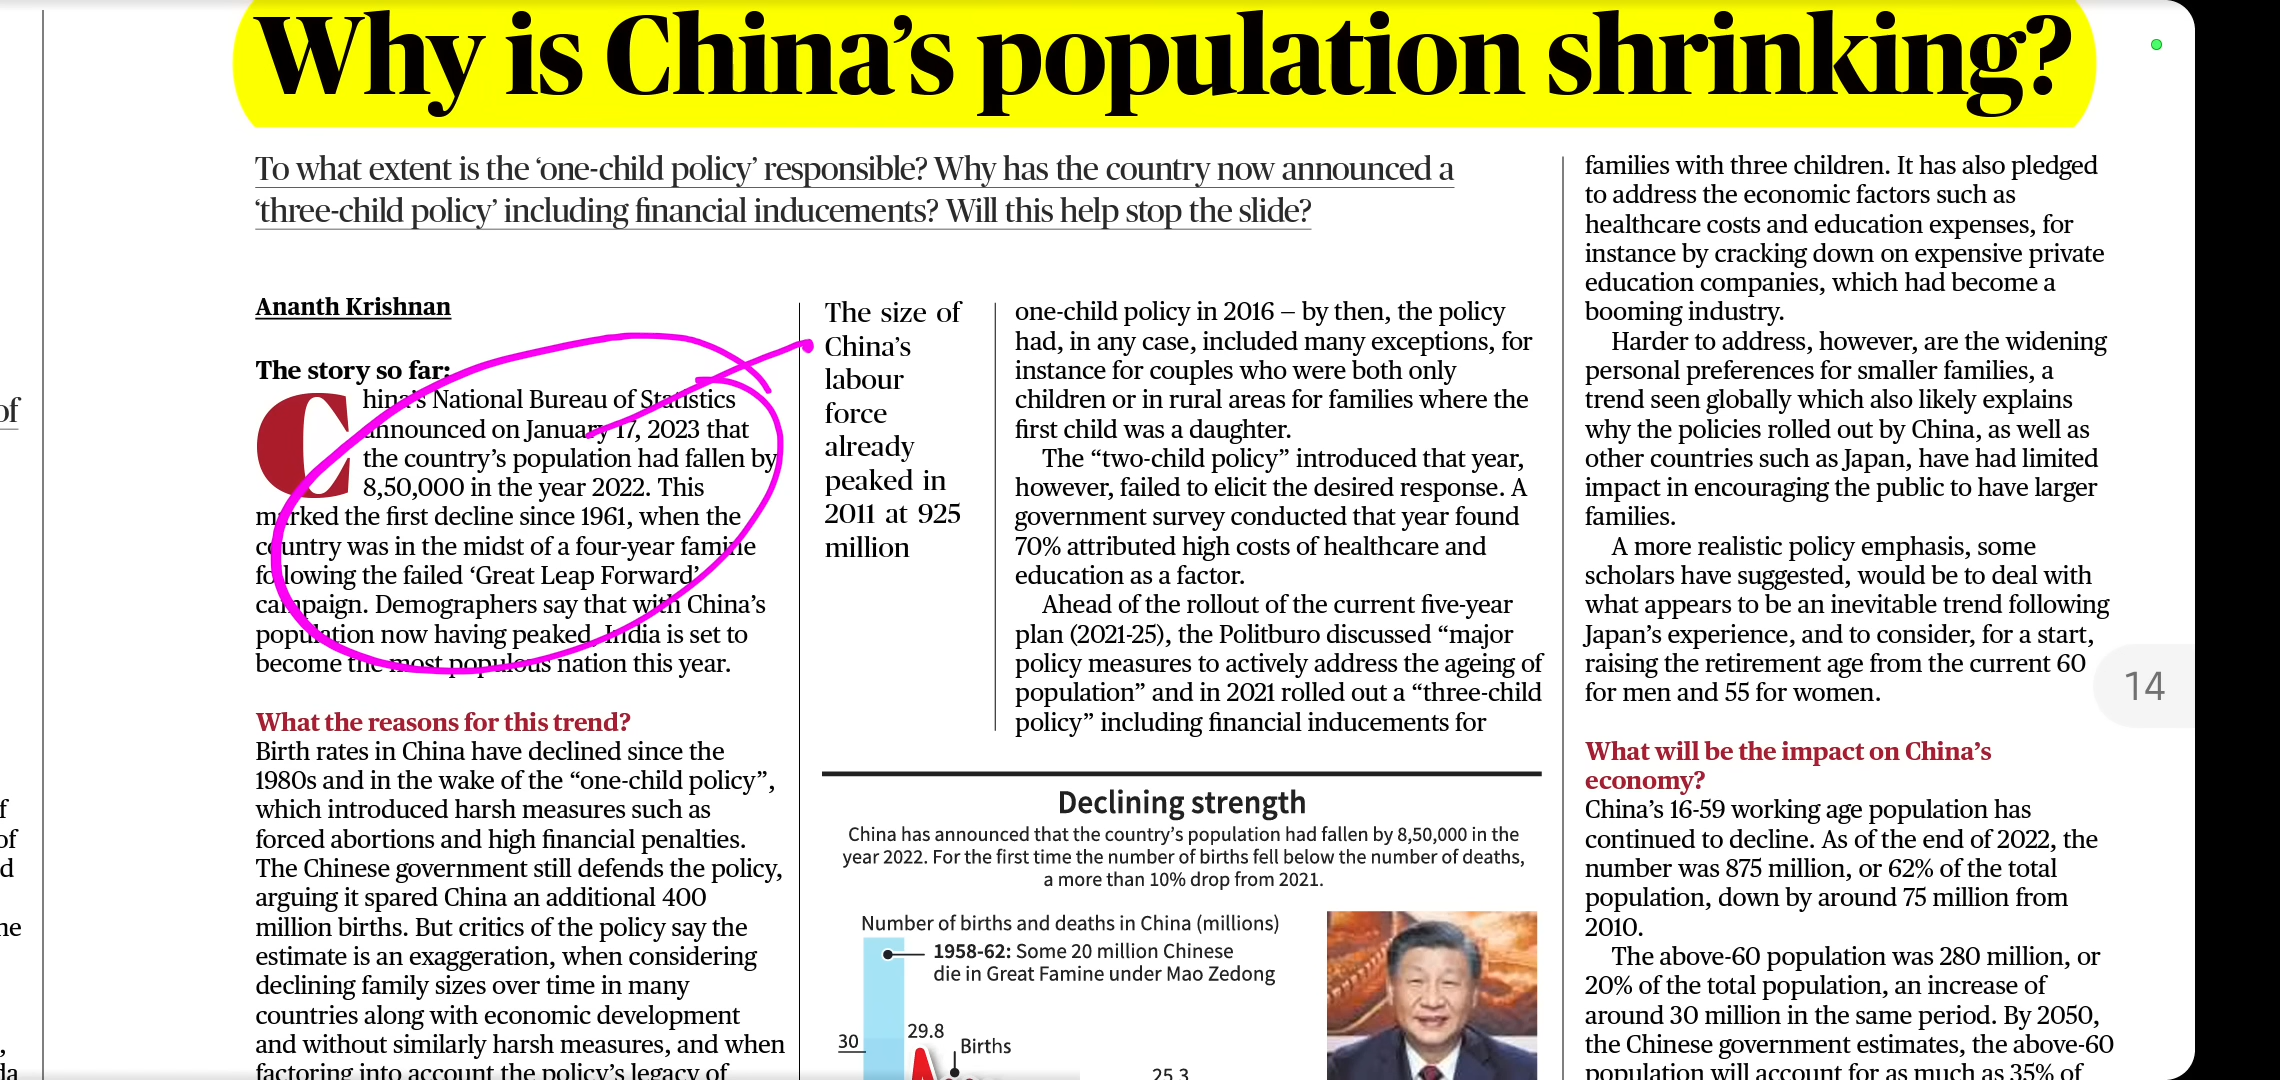 Why is China’s population shrinking?
To what extent is the ‘one-child policy’ responsible? Why has the country now announced a
‘three-child policy’ including financial inducements? Will this help stop the slide?
of
f
of
d
ne
,
la
Ananth Krishnan
The story so far:
China’s National Bureau of Statistics
announced on January 17, 2023 that
the country’s population had fallen by
8,50,000 in the year 2022. This
marked the first decline since 1961, when the
country was in the midst of a four-year famine
following the failed ‘Great Leap Forward’
campaign. Demographers say that with China’s
population now having peaked, India is set to
become the most populous nation this year.
What the reasons for this trend?
Birth rates in China have declined since the
1980s and in the wake of the “one-child policy”,
which introduced harsh measures such as
forced abortions and high financial penalties.
The Chinese government still defends the policy,
arguing it spared China an additional 400
million births. But critics of the policy say the
estimate is an exaggeration, when considering
declining family sizes over time in many
countries along with economic development
and without similarly harsh measures, and when
factoring into account the policy’s legacy of
The size of
China’s
labour
force
already
peaked in
2011 at 925
million
one-child policy in 2016 – by then, the policy
had, in any case, included many exceptions, for
instance for couples who were both only
children or in rural areas for families where the
first child was a daughter.
The “two-child policy” introduced that year,
however, failed to elicit the desired response. A
government survey conducted that year found
70% attributed high costs of healthcare and
education as a factor.
Ahead of the rollout of the current five-year
plan (2021-25), the Politburo discussed “major
policy measures to actively address the ageing of
population” and in 2021 rolled out a “three-child
policy” including financial inducements for
Declining strength
China has announced that the country’s population had fallen by 8,50,000 in the
year 2022. For the first time the number of births fell below the number of deaths,
a more than 10% drop from 2021.
Number of births and deaths in China (millions)
1958-62: Some 20 million Chinese
die in Great Famine under Mao Zedong
30
29.8
Births
25.3
families with three children. It has also pledged
to address the economic factors such as
healthcare costs and education expenses, for
instance by cracking down on expensive private
education companies, which had become a
booming industry.
Harder to address, however, are the widening
personal preferences for smaller families, a
trend seen globally which also likely explains
why the policies rolled out by China, as well as
other countries such as Japan, have had limited
impact in encouraging the public to have larger
families.
A more realistic policy emphasis, some
scholars have suggested, would be to deal with
what appears to be an inevitable trend following
Japan’s experience, and to consider, for a start,
raising the retirement age from the current 60
for men and 55 for women.
What will be the impact on China’s
economy?
China’s 16-59 working age population has
continued to decline. As of the end of 2022, the
number was 875 million, or 62% of the total
population, down by around 75 million from
2010.
The above-60 population was 280 million, or
20% of the total population, an increase of
around 30 million in the same period. By 2050,
the Chinese government estimates, the above-60
population will account for as much as 35% of
14